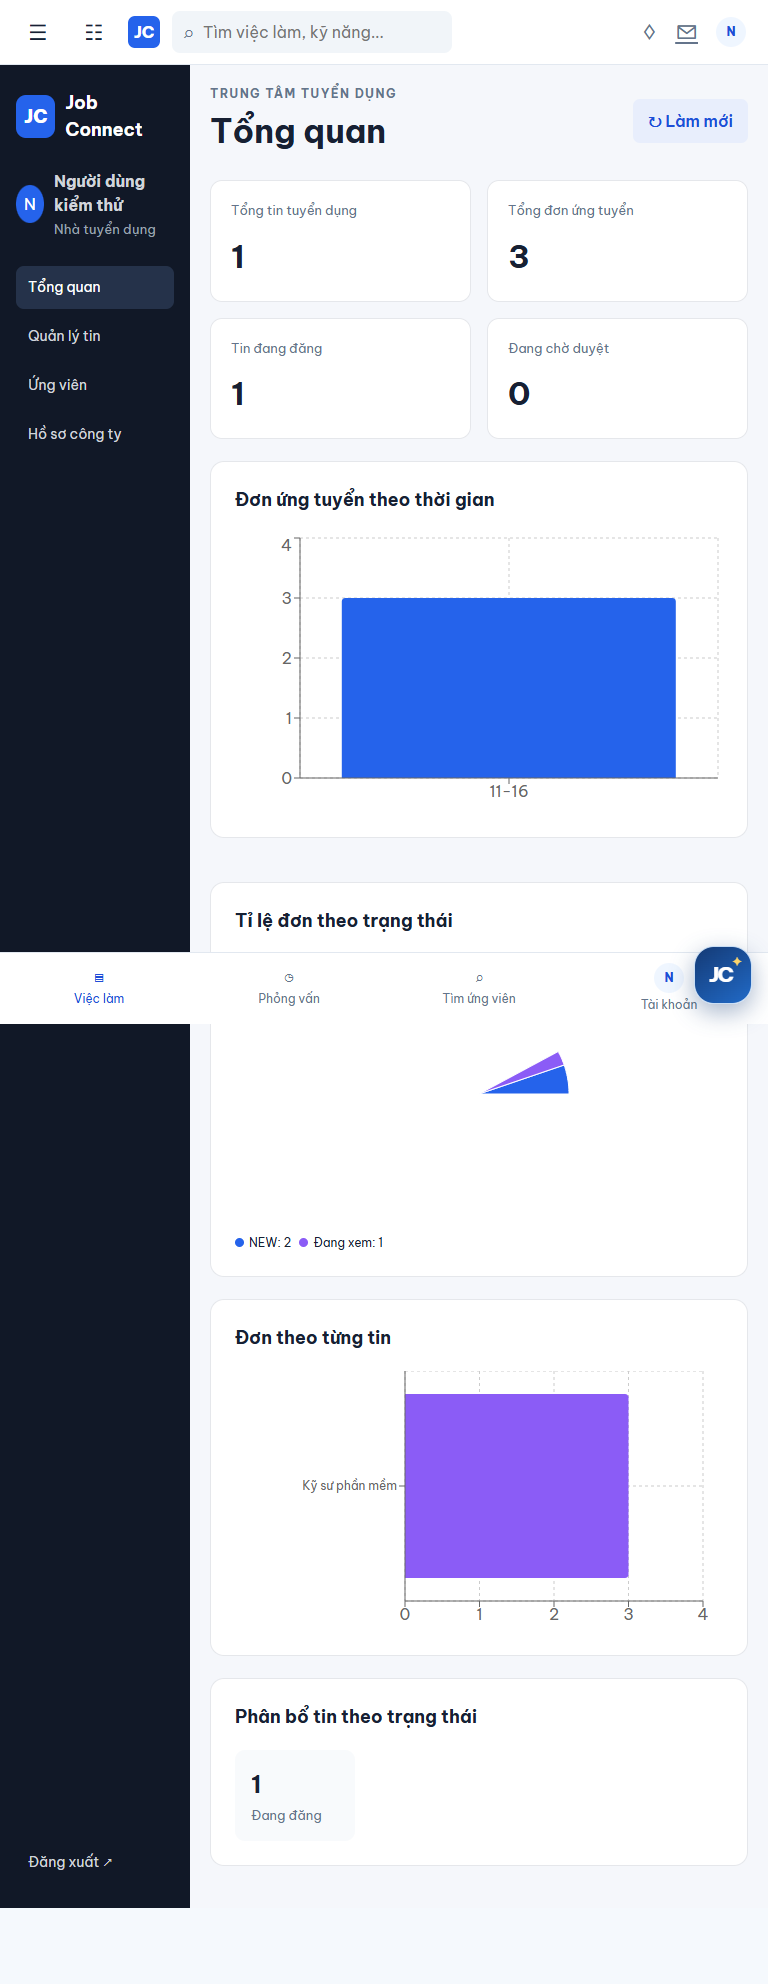 JC
Tìm việc làm, kỹ năng...
N
JC
Job
Connect
N
Người dùng
kiểm thử
Nhà tuyển dụng
Tổng quan
Quản lý tin
Ứng viên
Hồ sơ công ty
TRUNG TÂM TUYỂN DỤNG
Tổng quan
↻ Làm mới
Tổng tin tuyển dụng
1
Tổng đơn ứng tuyển
3
Tin đang đăng
1
Đang chờ duyệt
0
Đơn ứng tuyển theo thời gian
4
3
2
1
0
11-16
Tỉ lệ đơn theo trạng thái
Việc làm
Phỏng vấn
Tìm ứng viên
N
Tài khoản
JC
NEW: 2
Đang xem: 1
Đơn theo từng tin
Kỹ sư phần mềm
0 1 2 3 4
Phân bổ tin theo trạng thái
1
Đang đăng
Đăng xuất ↗